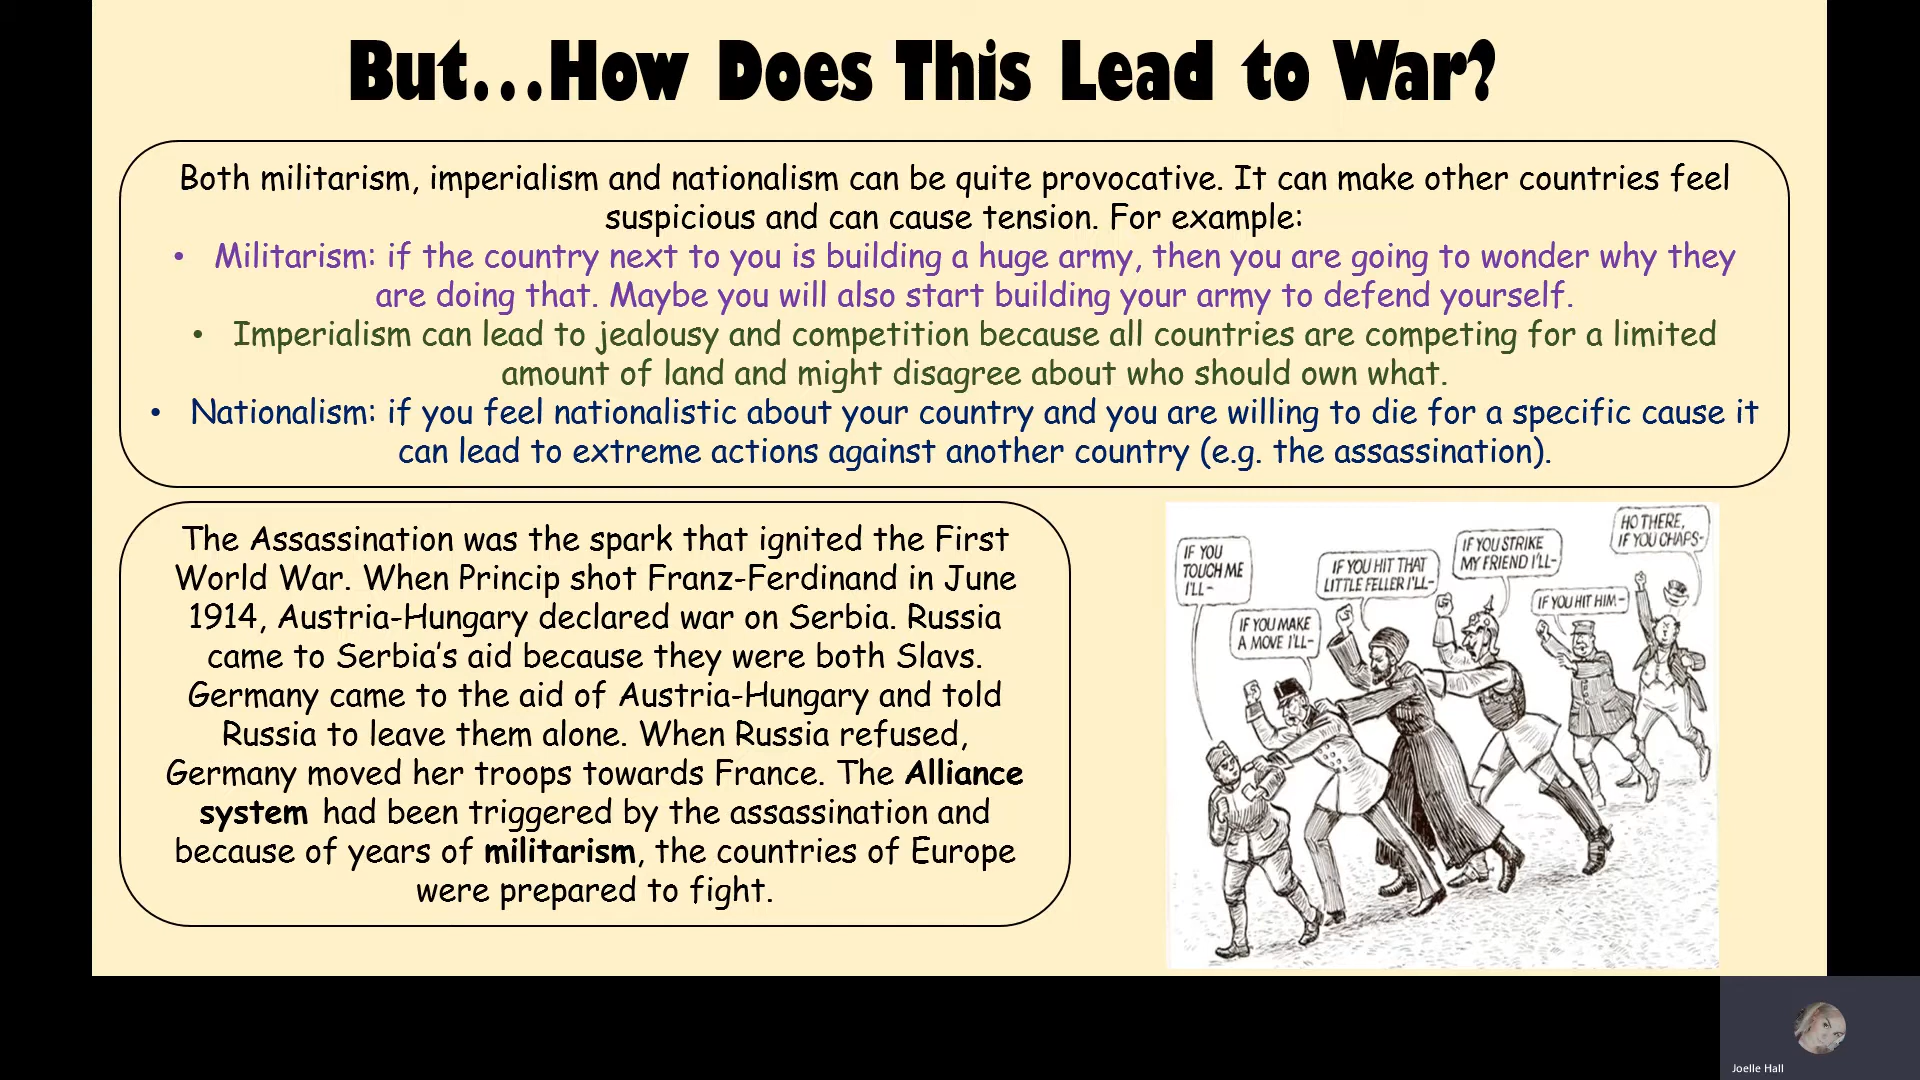 But...How Does This Lead to War?
Both militarism, imperialism and nationalism can be quite provocative. It can make other countries feel
suspicious and can cause tension. For example:
• Militarism: if the country next to you is building a huge army, then you are going to wonder why they
are doing that. Maybe you will also start building your army to defend yourself.
• Imperialism can lead to jealousy and competition because all countries are competing for a limited
amount of land and might disagree about who should own what.
• Nationalism: if you feel nationalistic about your country and you are willing to die for a specific cause it
can lead to extreme actions against another country (e.g. the assassination).
The Assassination was the spark that ignited the First
World War. When Princip shot Franz-Ferdinand in June
1914, Austria-Hungary declared war on Serbia. Russia
came to Serbia's aid because they were both Slavs.
Germany came to the aid of Austria-Hungary and told
Russia to leave them alone. When Russia refused,
Germany moved her troops towards France. The Alliance
system had been triggered by the assassination and
because of years of militarism, the countries of Europe
were prepared to fight.
IF YOU
TOUCH ME
I'LL-
IF YOU MAKE
A MOVE I'LL-
IF YOU HIT THAT
LITTLE FELLER I'LL-
IF YOU STRIKE
MY FRIEND I'LL-
IF YOU HIT HIM-
HO THERE,
IF YOU CHAPS-
Joelle Hall